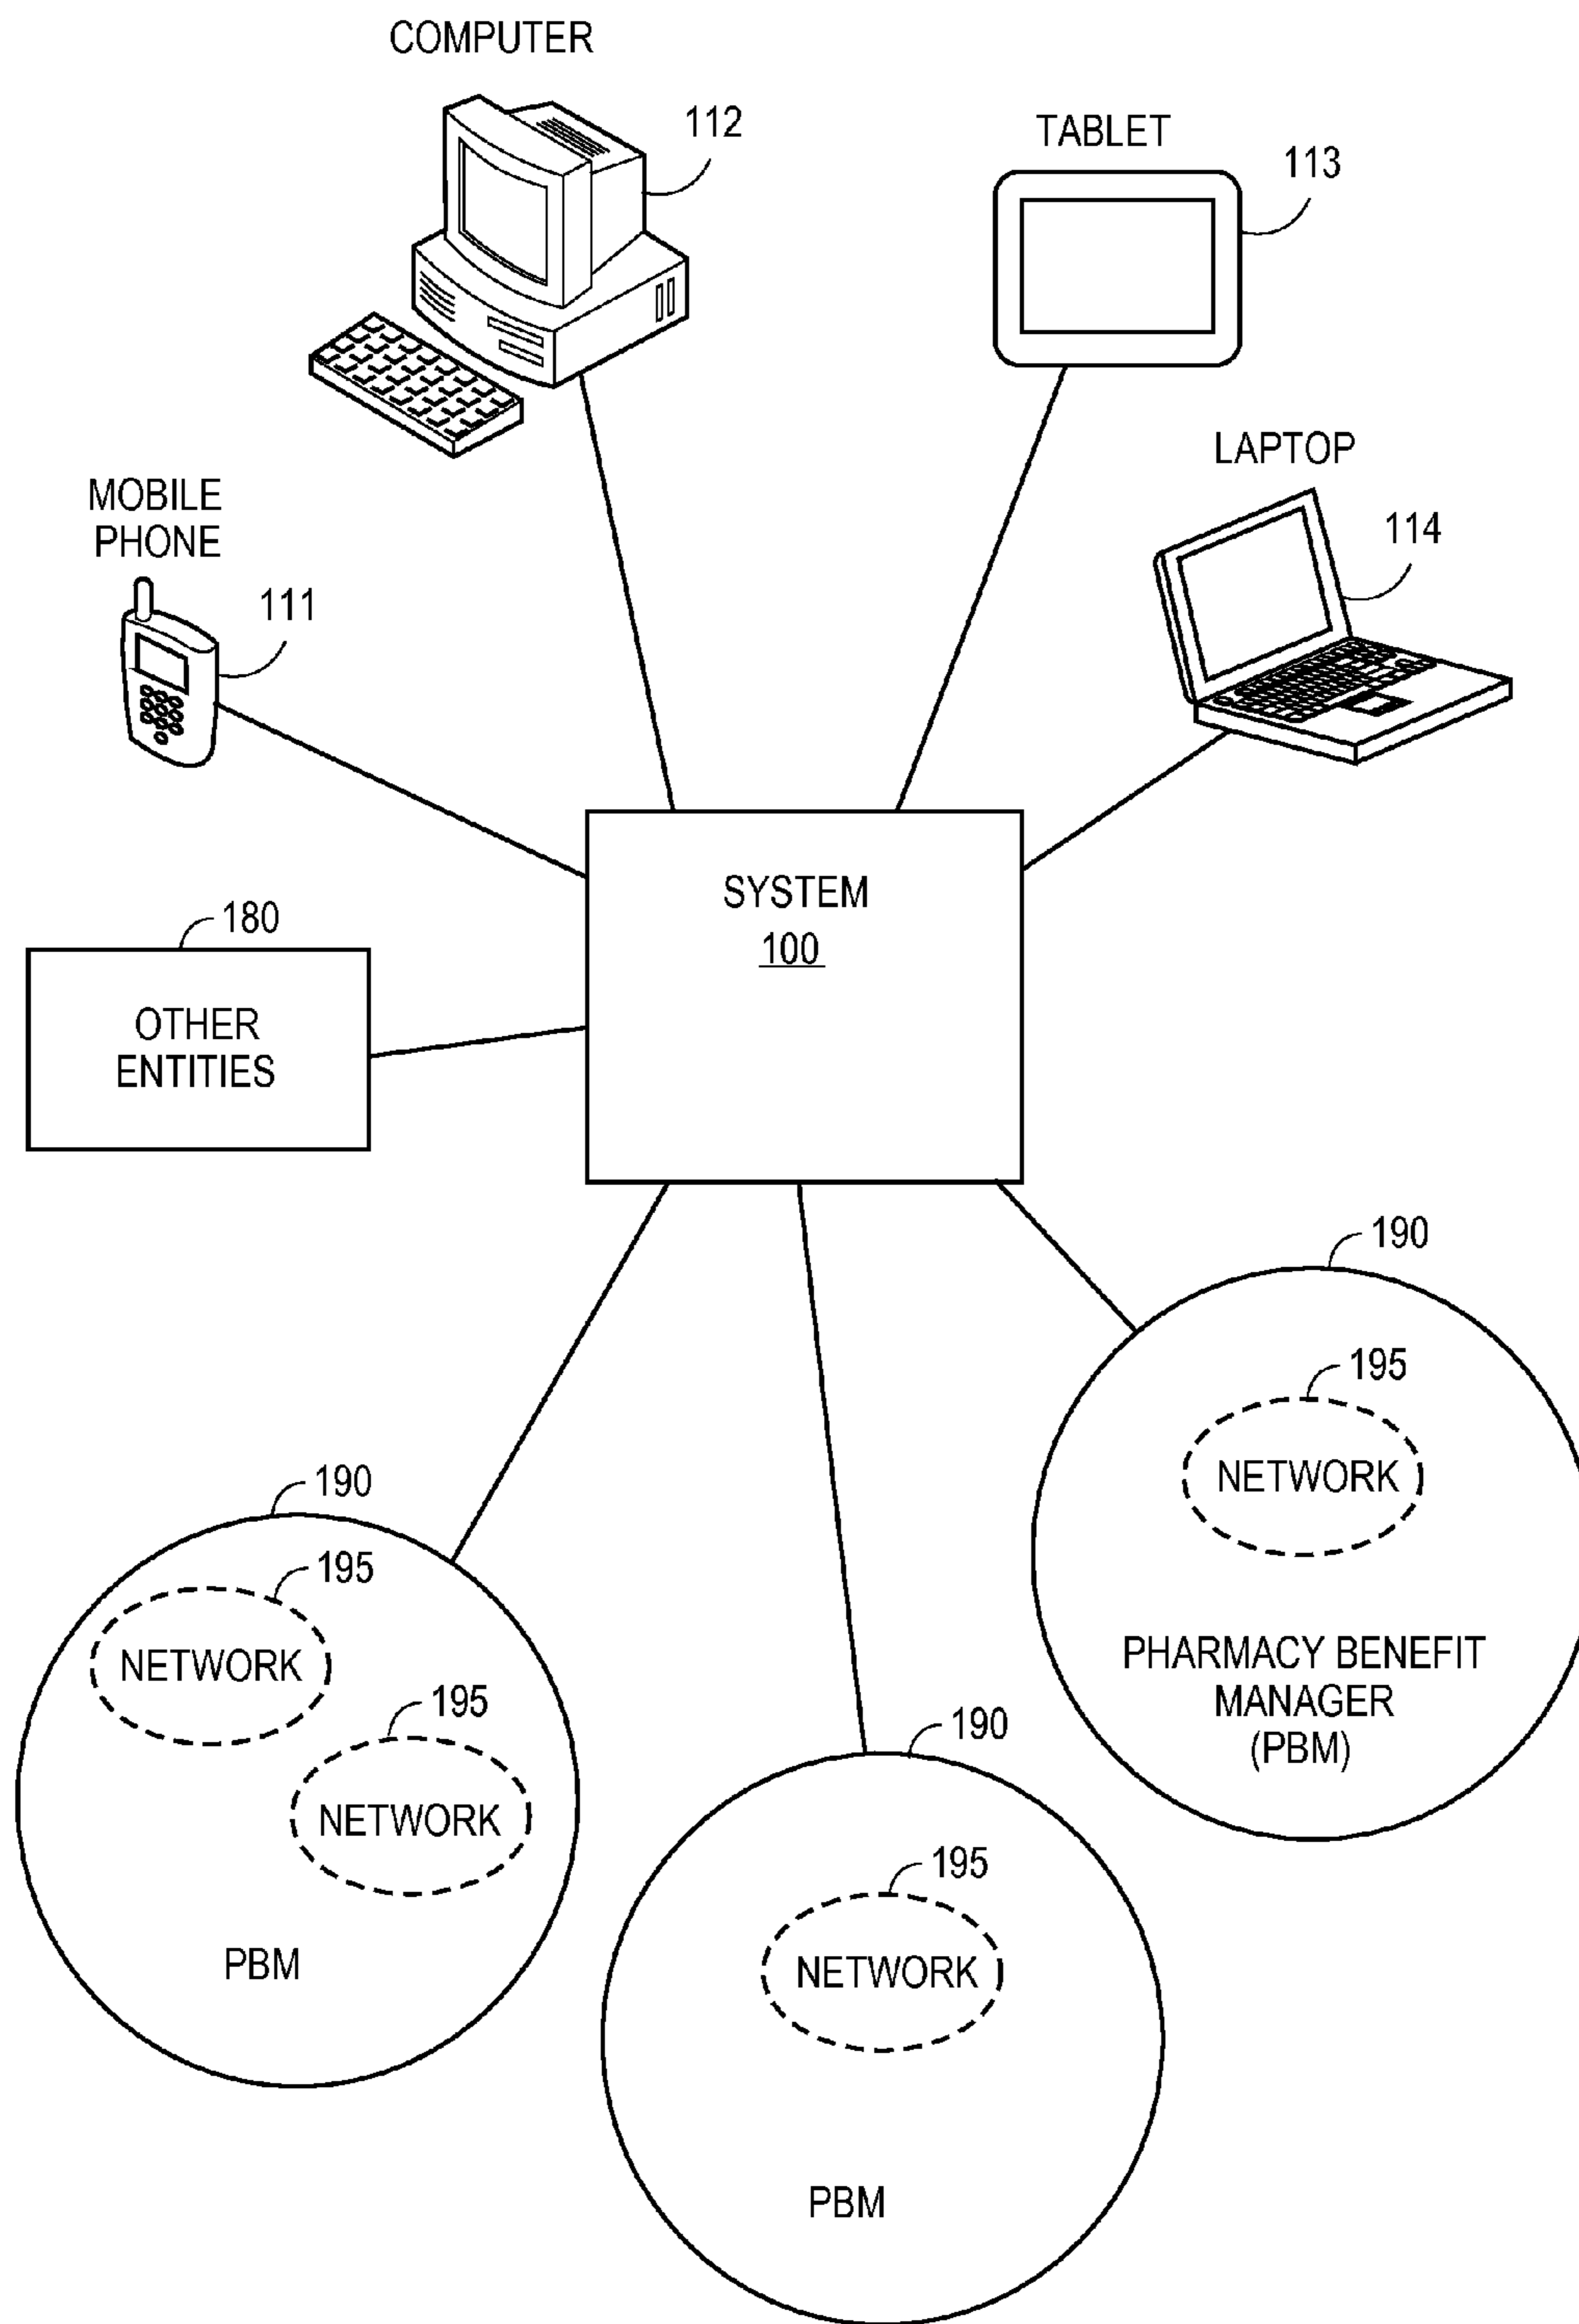 COMPUTER
112
TABLET
113
LAPTOP
114
MOBILE
PHONE
111
SYSTEM
100
180
OTHER
ENTITIES
190
195
NETWORK
PHARMACY BENEFIT
MANAGER
(PBM)
190
195
NETWORK
195
NETWORK
PBM
190
195
NETWORK
PBM